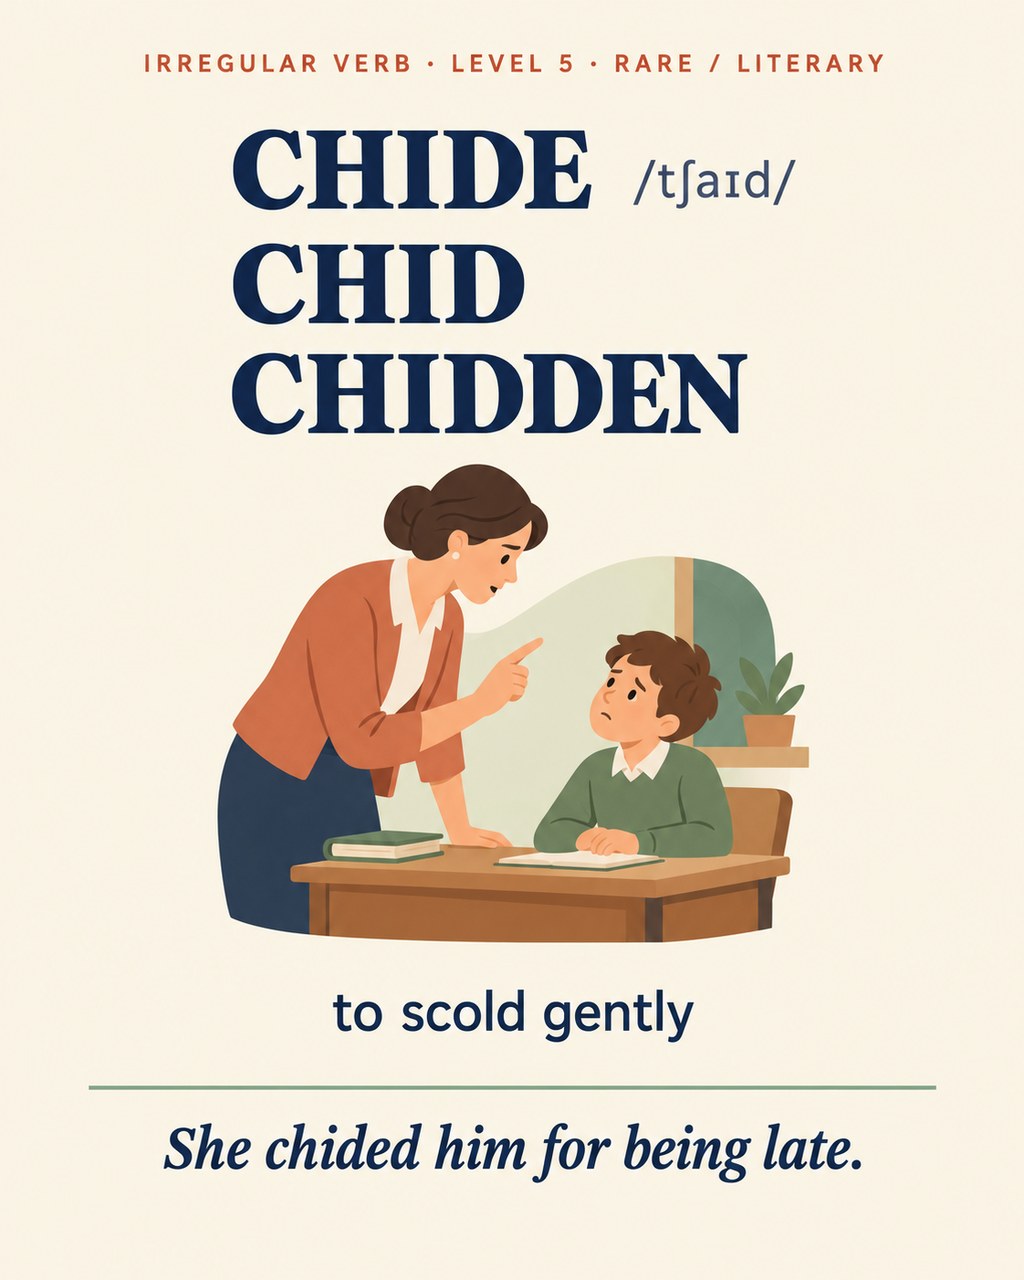 IRREGULAR VERB · LEVEL 5 · RARE / LITERARY
CHIDE /tʃaɪd/
CHID
CHIDDEN
to scold gently
She chided him for being late.